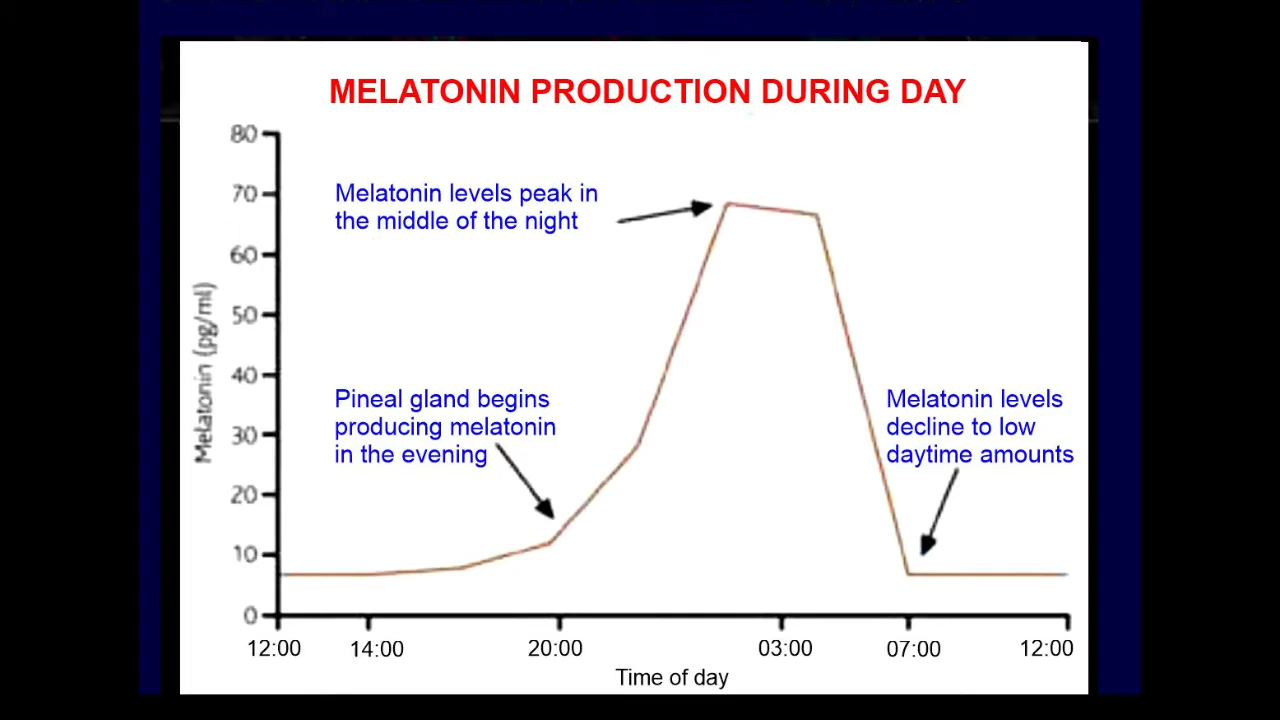 MELATONIN PRODUCTION DURING DAY
80
70
60
50
40
30
20
10
0
Melatonin (pg/ml)
Melatonin levels peak in
the middle of the night
Pineal gland begins
producing melatonin
in the evening
Melatonin levels
decline to low
daytime amounts
12:00 14:00 20:00 03:00 07:00 12:00
Time of day